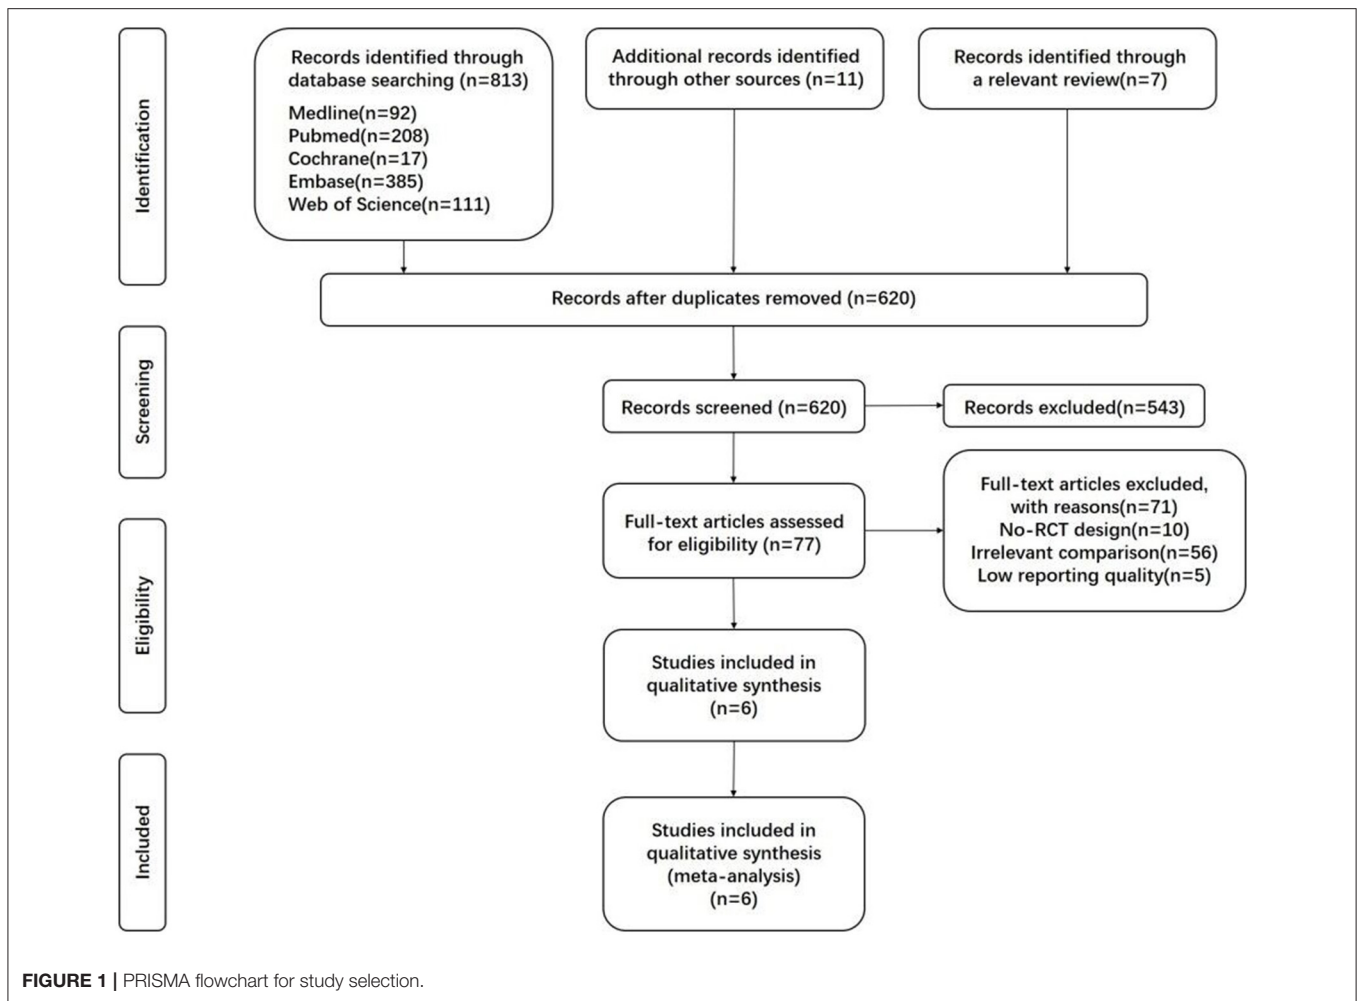 Identification
Records identified through
database searching (n=813)
Medline(n=92)
Pubmed(n=208)
Cochrane(n=17)
Embase(n=385)
Web of Science(n=111)
Additional records identified
through other sources (n=11)
Records identified through
a relevant review(n=7)
Records after duplicates removed (n=620)
Screening
Records screened (n=620)
Records excluded(n=543)
Eligibility
Full-text articles assessed
for eligibility (n=77)
Full-text articles excluded,
with reasons(n=71)
No-RCT design(n=10)
Irrelevant comparison(n=56)
Low reporting quality(n=5)
Studies included in
qualitative synthesis
(n=6)
Included
Studies included in
qualitative synthesis
(meta-analysis)
(n=6)
FIGURE 1 | PRISMA flowchart for study selection.